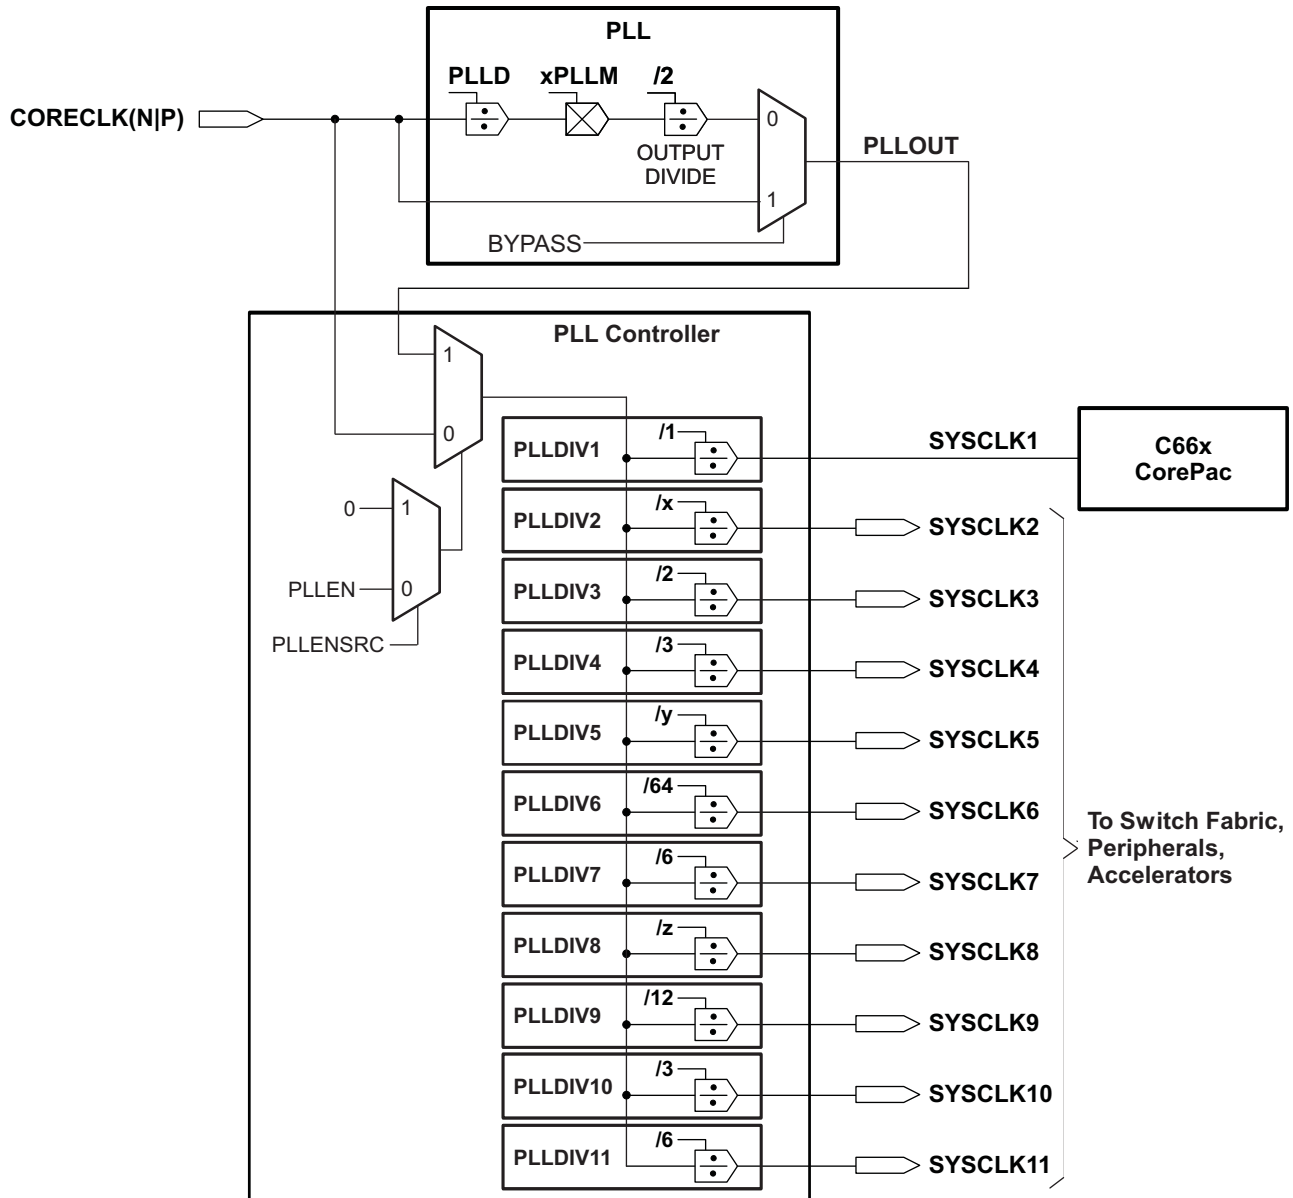 PLL
PLLD xPLLM /2
CORECLK(N|P)
0
OUTPUT
DIVIDE
PLLOUT
1
BYPASS
PLL Controller
1
0
PLLDIV1 /1 SYSCLK1
C66x
CorePac
0 1
PLLEN 0
PLLENSRC
PLLDIV2 /x SYSCLK2
PLLDIV3 /2 SYSCLK3
PLLDIV4 /3 SYSCLK4
PLLDIV5 /y SYSCLK5
PLLDIV6 /64 SYSCLK6
PLLDIV7 /6 SYSCLK7
PLLDIV8 /z SYSCLK8
PLLDIV9 /12 SYSCLK9
PLLDIV10 /3 SYSCLK10
PLLDIV11 /6 SYSCLK11
To Switch Fabric,
Peripherals,
Accelerators